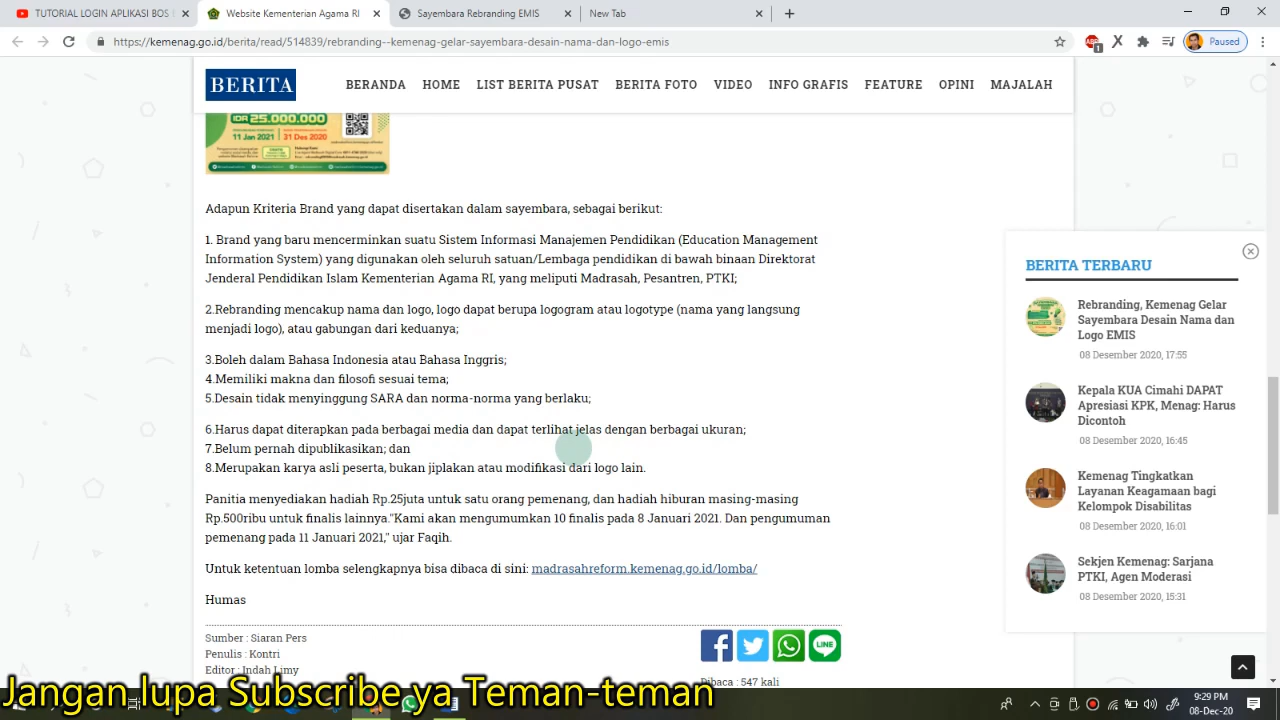 TUTORIAL LOGIN APLIKASI BOS
Website Kementerian Agama RI
Sayembara Rebranding EMIS
New Tab
https://kemenag.go.id/berita/read/514839/rebranding--kemenag-gelar-sayembara-desain-nama-dan-logo-emis
ABP
1
Paused
BERITA
BERANDA HOME LIST BERITA PUSAT BERITA FOTO VIDEO INFO GRAFIS FEATURE OPINI MAJALAH
IDR 25.000.000
11 Jan 2021 31 Des 2020
Adapun Kriteria Brand yang dapat disertakan dalam sayembara, sebagai berikut:
1. Brand yang baru mencerminkan suatu Sistem Informasi Manajemen Pendidikan (Education Management
Information System) yang digunakan oleh seluruh satuan/Lembaga pendidikan di bawah binaan Direktorat
Jenderal Pendidikan Islam Kementerian Agama RI, yang meliputi Madrasah, Pesantren, PTKI;
2.Rebranding mencakup nama dan logo, logo dapat berupa logogram atau logotype (nama yang langsung
menjadi logo), atau gabungan dari keduanya;
3.Boleh dalam Bahasa Indonesia atau Bahasa Inggris;
4.Memiliki makna dan filosofi sesuai tema;
5.Desain tidak menyinggung SARA dan norma-norma yang berlaku;
6.Harus dapat diterapkan pada berbagai media dan dapat terlihat jelas dengan berbagai ukuran;
7.Belum pernah dipublikasikan; dan
8.Merupakan karya asli peserta, bukan jiplakan atau modifikasi dari logo lain.
Panitia menyediakan hadiah Rp.25juta untuk satu orang pemenang, dan hadiah hiburan masing-masing
Rp.500ribu untuk finalis lainnya."Kami akan mengumumkan 10 finalis pada 8 Januari 2021. Dan pengumuman
pemenang pada 11 Januari 2021," ujar Faqih.
Untuk ketentuan lomba selengkapnya bisa dibaca di sini: madrasahreform.kemenag.go.id/lomba/
Humas
Sumber : Siaran Pers
Penulis : Kontri
Editor : Indah Limy
LINE
Dibaca : 547 kali
BERITA TERBARU
Rebranding, Kemenag Gelar
Sayembara Desain Nama dan
Logo EMIS
08 Desember 2020, 17:55
Kepala KUA Cimahi DAPAT
Apresiasi KPK, Menag: Harus
Dicontoh
08 Desember 2020, 16:45
Kemenag Tingkatkan
Layanan Keagamaan bagi
Kelompok Disabilitas
08 Desember 2020, 16:01
Sekjen Kemenag: Sarjana
PTKI, Agen Moderasi
08 Desember 2020, 15:31
Jangan lupa Subscribe ya Teman-teman
9:29 PM
08-Dec-20